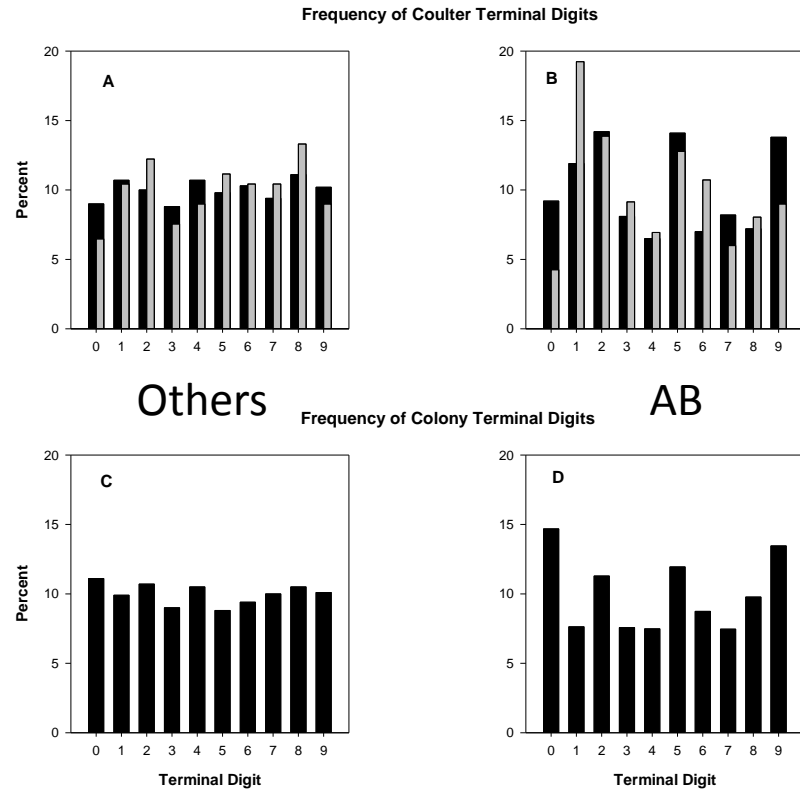 Frequency of Coulter Terminal Digits
A
Percent
20
15
10
5
0
0 1 2 3 4 5 6 7 8 9
B
20
15
10
5
0
0 1 2 3 4 5 6 7 8 9
Others
AB
Frequency of Colony Terminal Digits
C
Percent
20
15
10
5
0
0 1 2 3 4 5 6 7 8 9
Terminal Digit
D
20
15
10
5
0
0 1 2 3 4 5 6 7 8 9
Terminal Digit